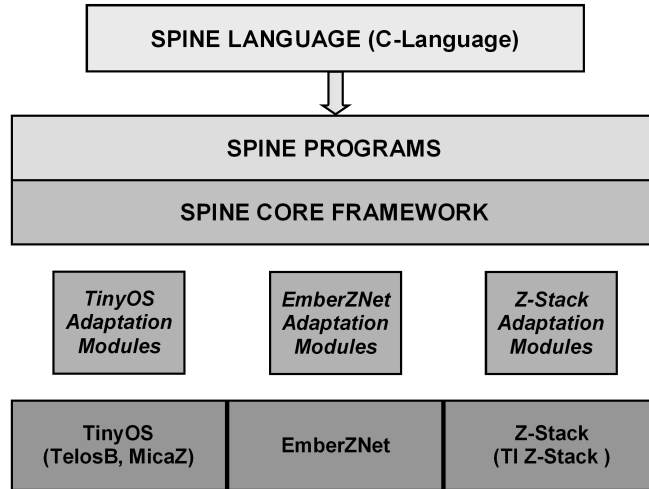 SPINE LANGUAGE (C-Language)
SPINE PROGRAMS
SPINE CORE FRAMEWORK
TinyOS
Adaptation
Modules
EmberZNet
Adaptation
Modules
Z-Stack
Adaptation
Modules
TinyOS
(TelosB, MicaZ)
EmberZNet
Z-Stack
(TI Z-Stack )